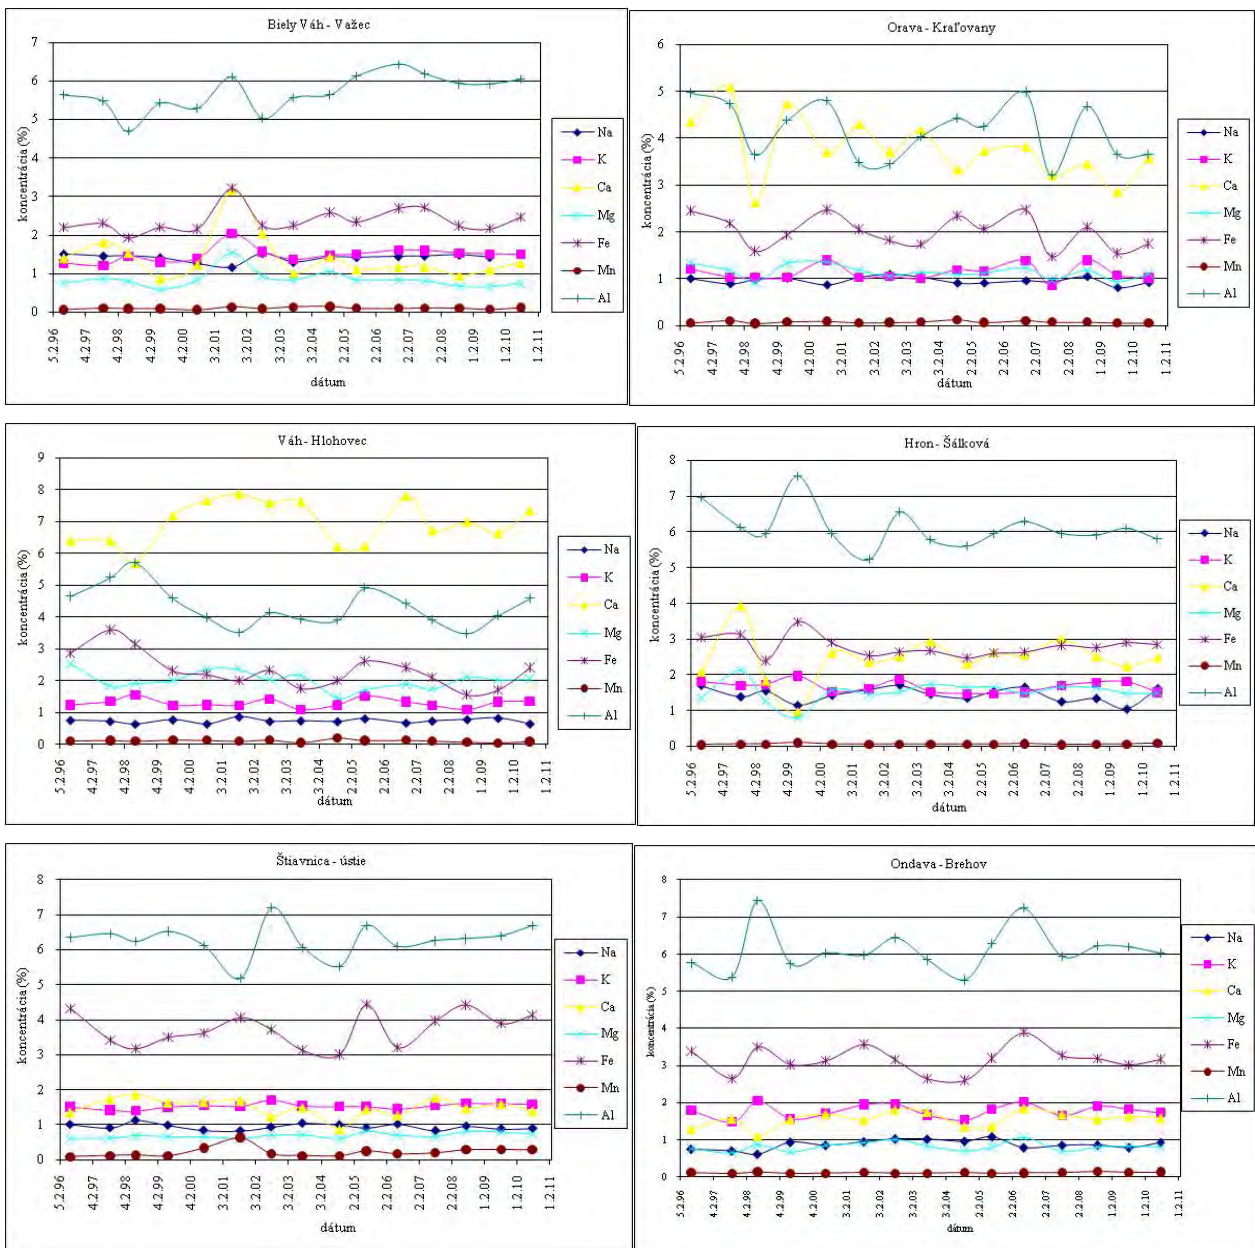 Biely Váh - Važec
7
6
5
4
3
2
1
0
koncentrácia (%)
5.2.96
4.2.97
4.2.98
4.2.99
4.2.00
3.2.01
3.2.02
3.2.03
3.2.04
2.2.05
2.2.06
2.2.07
2.2.08
1.2.09
1.2.10
1.2.11
dátum
Na
K
Ca
Mg
Fe
Mn
Al
Orava - Kraľovany
6
5
4
3
2
1
0
koncentrácia (%)
5.2.96
4.2.97
4.2.98
4.2.99
4.2.00
3.2.01
3.2.02
3.2.03
3.2.04
2.2.05
2.2.06
2.2.07
2.2.08
1.2.09
1.2.10
1.2.11
dátum
Na
K
Ca
Mg
Fe
Mn
Al
Váh - Hlohovec
9
8
7
6
5
4
3
2
1
0
koncentrácia (%)
5.2.96
4.2.97
4.2.98
4.2.99
4.2.00
3.2.01
3.2.02
3.2.03
3.2.04
2.2.05
2.2.06
2.2.07
2.2.08
1.2.09
1.2.10
1.2.11
dátum
Na
K
Ca
Mg
Fe
Mn
Al
Hron - Šálková
8
7
6
5
4
3
2
1
0
koncentrácia (%)
5.2.96
4.2.97
4.2.98
4.2.99
4.2.00
3.2.01
3.2.02
3.2.03
3.2.04
2.2.05
2.2.06
2.2.07
2.2.08
1.2.09
1.2.10
1.2.11
dátum
Na
K
Ca
Mg
Fe
Mn
Al
Štiavnica - ústie
8
7
6
5
4
3
2
1
0
koncentrácia (%)
5.2.96
4.2.97
4.2.98
4.2.99
4.2.00
3.2.01
3.2.02
3.2.03
3.2.04
2.2.05
2.2.06
2.2.07
2.2.08
1.2.09
1.2.10
1.2.11
dátum
Na
K
Ca
Mg
Fe
Mn
Al
Ondava - Brehov
8
7
6
5
4
3
2
1
0
koncentrácia (%)
5.2.96
4.2.97
4.2.98
4.2.99
4.2.00
3.2.01
3.2.02
3.2.03
3.2.04
2.2.05
2.2.06
2.2.07
2.2.08
1.2.09
1.2.10
1.2.11
dátum
Na
K
Ca
Mg
Fe
Mn
Al